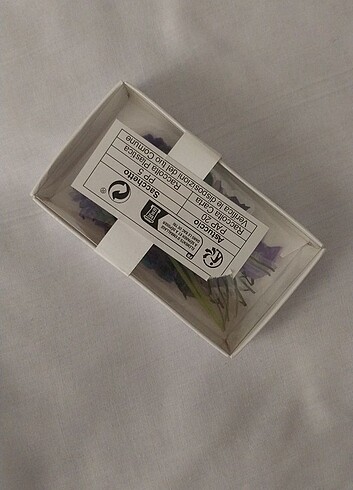 Astuccio
PAP 20
Raccolta Carta
Sacchetto
PP 5
Raccolta Plastica
Verifica le disposizioni del tuo Comune